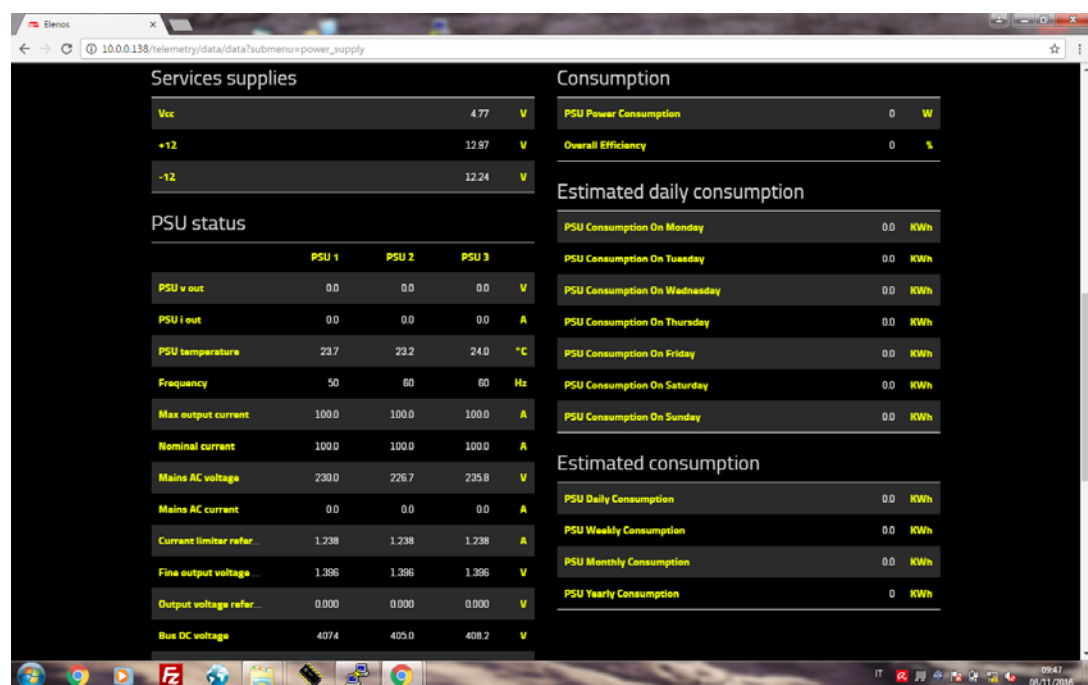 Elenos
10.0.0.138/telemetry/data/data?submenu=power_supply
Services supplies
Vcc 4.77 V
+12 12.97 V
-12 12.24 V
PSU status
PSU 1 PSU 2 PSU 3
PSU v out 0.0 0.0 0.0 V
PSU i out 0.0 0.0 0.0 A
PSU temperature 23.7 23.2 24.0 °C
Frequency 50 60 60 Hz
Max output current 100.0 100.0 100.0 A
Nominal current 100.0 100.0 100.0 A
Mains AC voltage 230.0 226.7 235.8 V
Mains AC current 0.0 0.0 0.0 A
Current limiter refer... 1.238 1.238 1.238 A
Fine output voltage ... 1.396 1.396 1.396 V
Output voltage refer... 0.000 0.000 0.000 V
Bus DC voltage 407.4 405.0 408.2 V
Consumption
PSU Power Consumption 0 W
Overall Efficiency 0 %
Estimated daily consumption
PSU Consumption On Monday 0.0 KWh
PSU Consumption On Tuesday 0.0 KWh
PSU Consumption On Wednesday 0.0 KWh
PSU Consumption On Thursday 0.0 KWh
PSU Consumption On Friday 0.0 KWh
PSU Consumption On Saturday 0.0 KWh
PSU Consumption On Sunday 0.0 KWh
Estimated consumption
PSU Daily Consumption 0.0 KWh
PSU Weekly Consumption 0.0 KWh
PSU Monthly Consumption 0.0 KWh
PSU Yearly Consumption 0 KWh
IT
09:47
08/11/2016